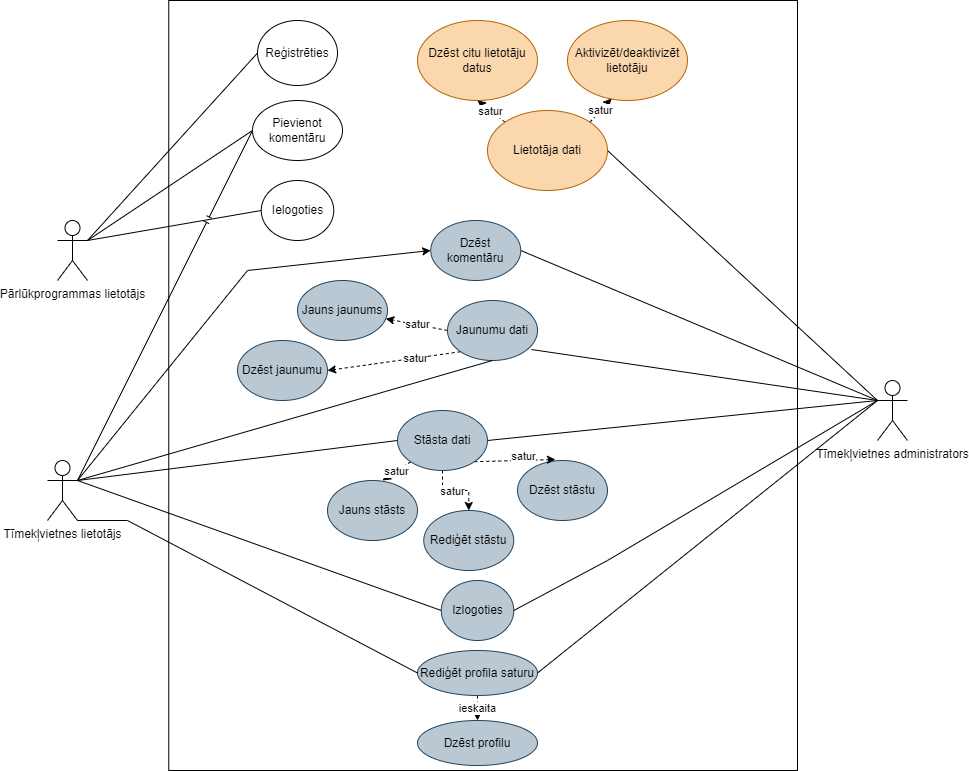 Reģistrēties
Pievienot
komentāru
Ielogoties
Dzēst citu lietotāju
datus
Aktivizēt/deaktivizēt
lietotāju
satur
satur
Lietotāja dati
Pārlūkprogrammas lietotājs
Dzēst
komentāru
Jauns jaunums
satur
Jaunumu dati
Dzēst jaunumu
satur
Tīmekļvietnes administrators
Stāsta dati
satur
satur
satur
Jauns stāsts
Dzēst stāstu
Rediģēt stāstu
Tīmekļvietnes lietotājs
Izlogoties
Rediģēt profila saturu
ieskaita
Dzēst profilu